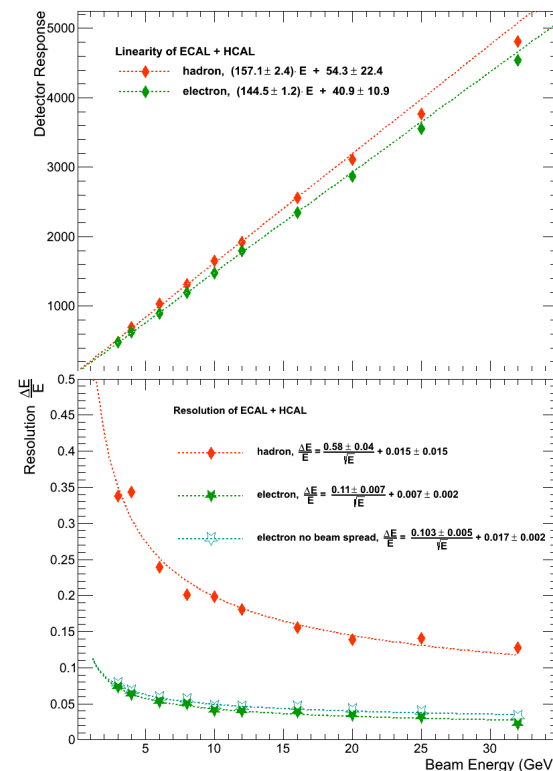 5000
4000
3000
2000
1000
Detector Response
Linearity of ECAL + HCAL
hadron, (157.1± 2.4)· E + 54.3 ± 22.4
electron, (144.5 ± 1.2)· E + 40.9 ± 10.9
0.5
0.45
0.4
0.35
0.3
0.25
0.2
0.15
0.1
0.05
0
Resolution ΔE/E
Resolution of ECAL + HCAL
hadron, ΔE/E = 0.58 ± 0.04/√E + 0.015 ± 0.015
electron, ΔE/E = 0.11 ± 0.007/√E + 0.007 ± 0.002
electron no beam spread, ΔE/E = 0.103 ± 0.005/√E + 0.017 ± 0.002
5 10 15 20 25 30
Beam Energy (GeV